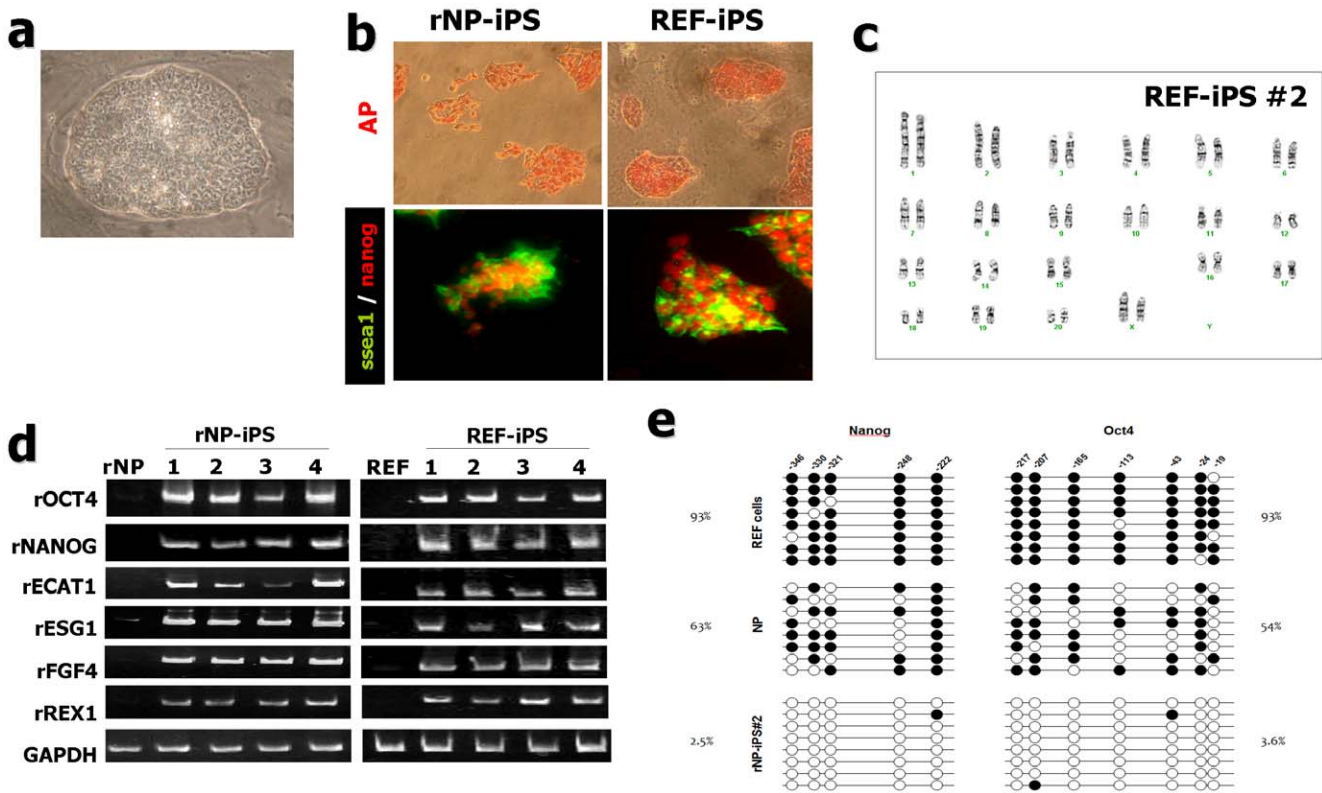 a
b
rNP-iPS REF-iPS
AP
ssea1 / nanog
c
REF-iPS #2
1 2 3 4 5 6
7 8 9 10 11 12
13 14 15 16 17
18 19 20 X Y
d
rNP-iPS REF-iPS
rNP 1 2 3 4 REF 1 2 3 4
rOCT4
rNANOG
rECAT1
rESG1
rFGF4
rREX1
GAPDH
e
Nanog Oct4
-346 -330 -321 -248 -222 -217 -207 -165 -113 -43 -24 -19
93% REF cells 93%
63% NP 54%
2.5% rNP-iPS#2 3.6%